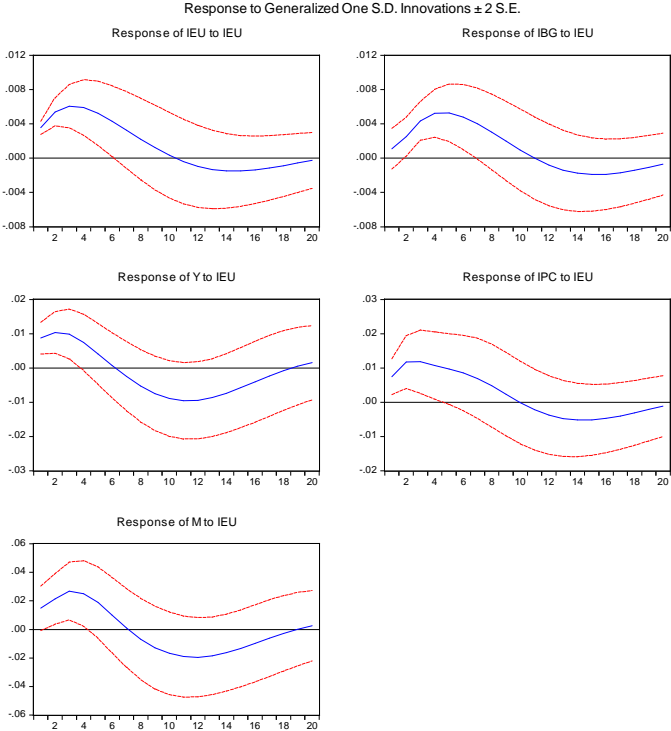 Response to Generalized One S.D. Innovations ± 2 S.E.
Response of IEU to IEU
.012
.008
.004
.000
-.004
-.008
2 4 6 8 10 12 14 16 18 20
Response of IBG to IEU
.012
.008
.004
.000
-.004
-.008
2 4 6 8 10 12 14 16 18 20
Response of Y to IEU
.02
.01
.00
-.01
-.02
-.03
2 4 6 8 10 12 14 16 18 20
Response of IPC to IEU
.03
.02
.01
.00
-.01
-.02
2 4 6 8 10 12 14 16 18 20
Response of M to IEU
.06
.04
.02
.00
-.02
-.04
-.06
2 4 6 8 10 12 14 16 18 20